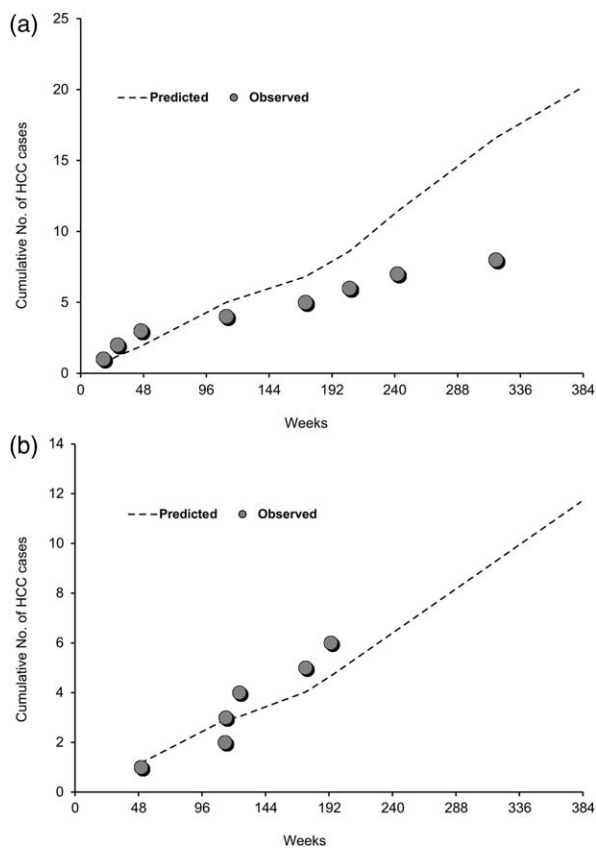 (a)
25
20
15
10
5
0
Cumulative No. of HCC cases
Predicted Observed
0 48 96 144 192 240 288 336 384
Weeks
(b)
14
12
10
8
6
4
2
0
Cumulative No. of HCC cases
Predicted Observed
0 48 96 144 192 240 288 336 384
Weeks